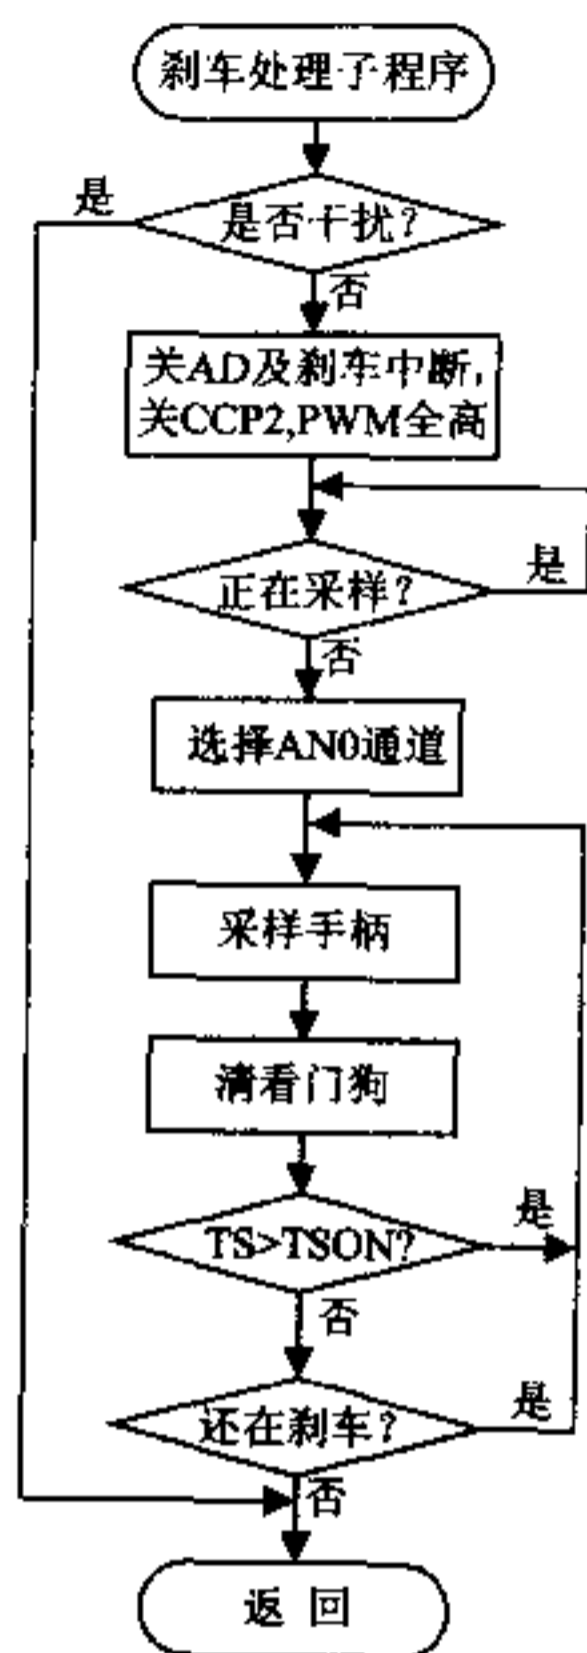 刹车处理子程序
是
是否干扰?
否
关AD及刹车中断,
关CCP2,PWM全高
正在采样?
是
否
选择AN0通道
采样手柄
清看门狗
TS>TSON?
是
否
还在刹车?
是
否
返 回